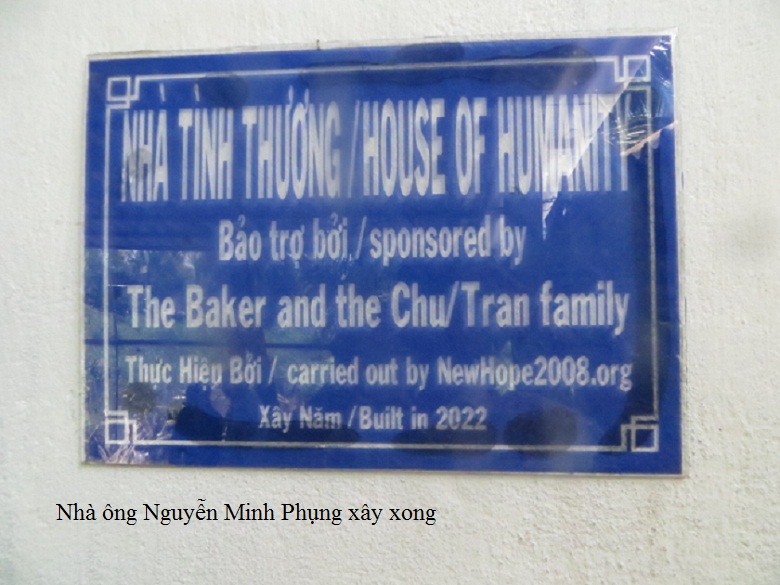 NHÀ TÌNH THƯƠNG / HOUSE OF HUMANITY
Bảo trợ bởi / sponsored by
The Baker and the Chu/Tran family
Thực Hiệu Bởi / carried out by NewHope2008.org
Xây Năm / Built in 2022
Nhà ông Nguyễn Minh Phụng xây xong